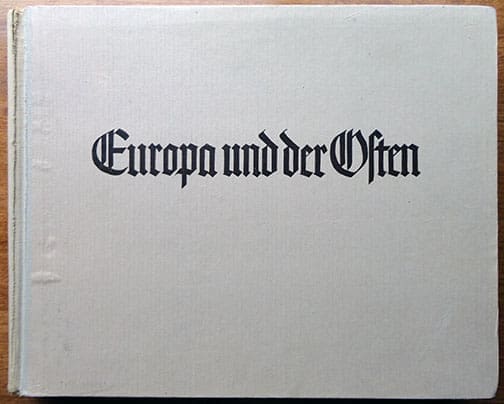 Europa und der Oſten